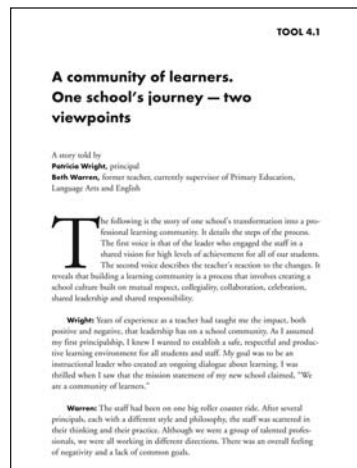 TOOL 4.1
A community of learners.
One school's journey — two
viewpoints
A story told by
Patricia Wright, principal
Beth Warren, former teacher, currently supervisor of Primary Education,
Language Arts and English
The following is the story of one school's transformation into a pro-
fessional learning community. It details the steps of the process.
The first voice is that of the leader who engaged the staff in a
shared vision for high levels of achievement for all of our students.
The second voice describes the teacher's reaction to the changes. It
reveals that building a learning community is a process that involves creating a
school culture built on mutual respect, collegiality, collaboration, celebration,
shared leadership and shared responsibility.
Wright: Years of experience as a teacher had taught me the impact, both
positive and negative, that leadership has on a school community. As I assumed
my first principalship, I knew I wanted to establish a safe, respectful and produc-
tive learning environment for all students and staff. My goal was to be an
instructional leader who created an ongoing dialogue about learning. I was
thrilled when I saw that the mission statement of my new school claimed, "We
are a community of learners."
Warren: The staff had been on one big roller coaster ride. After several
principals, each with a different style and philosophy, the staff was scattered in
their thinking and their practice. Although we were a group of talented profes-
sionals, we were all working in different directions. There was an overall feeling
of negativity and a lack of common goals.